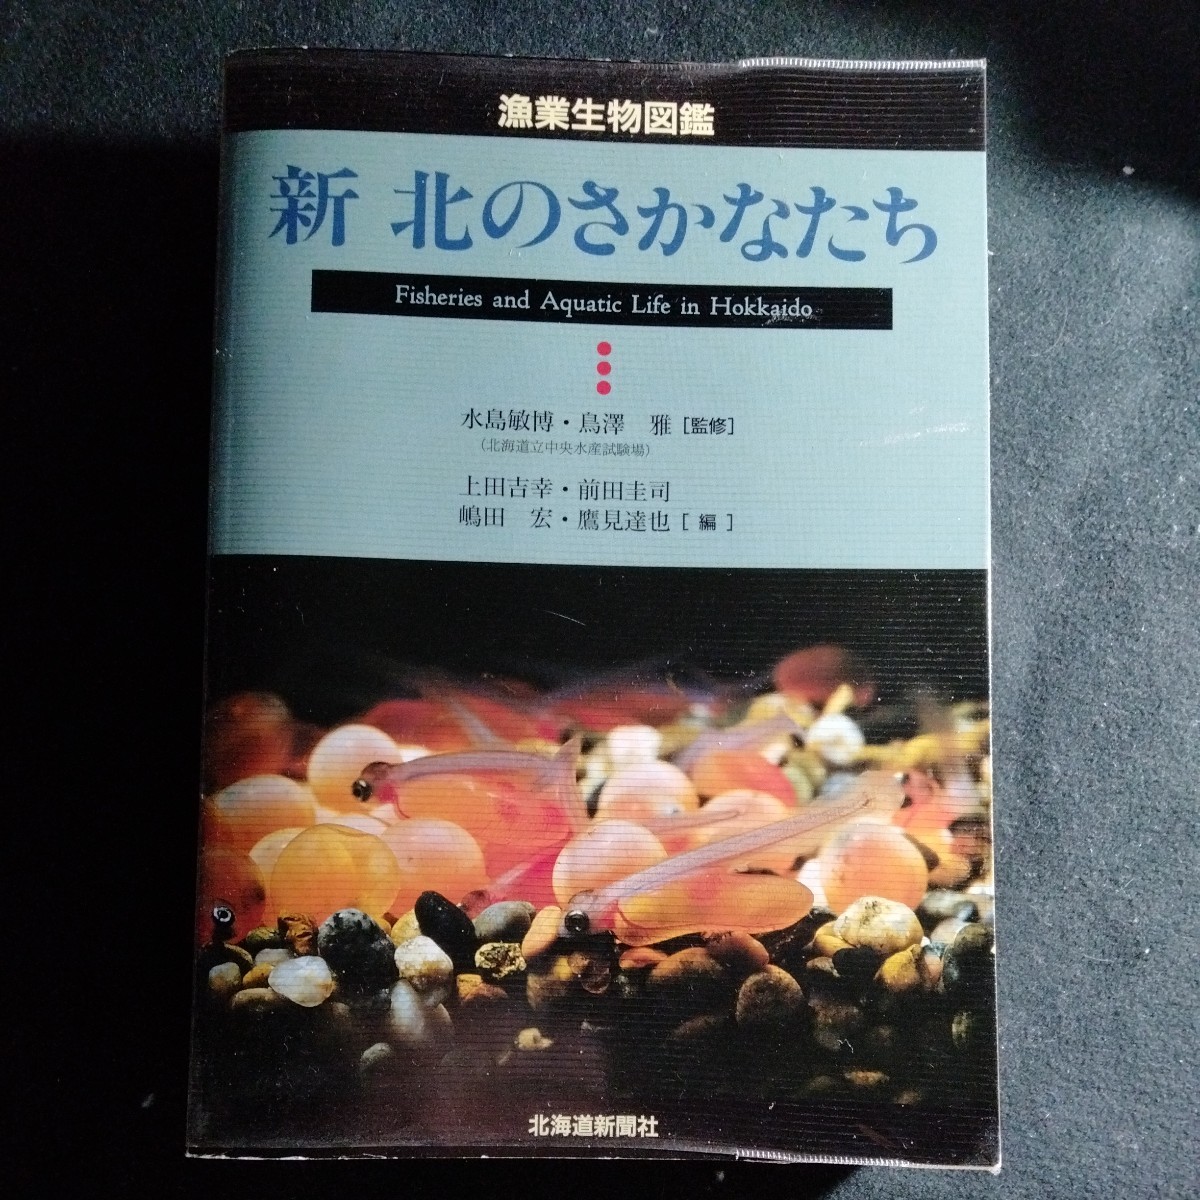 漁業生物図鑑
新 北のさかなたち
Fisheries and Aquatic Life in Hokkaido
水島敏博・鳥澤 雅[監修]
(北海道立中央水産試験場)
上田吉幸・前田圭司
嶋田 宏・鷹見達也[編]
北海道新聞社